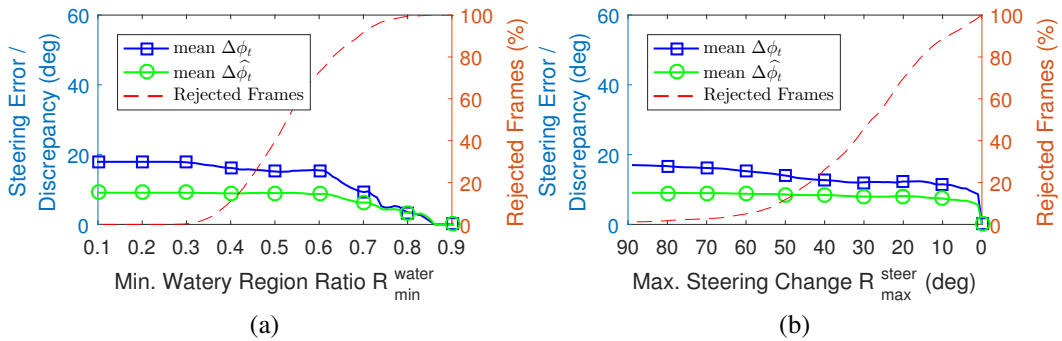 Steering Error /
Discrepancy (deg)
60
40
20
0
mean Δϕ_t
mean Δϕ̂_t
Rejected Frames
100
80
60
40
20
0
Rejected Frames (%)
0.1 0.2 0.3 0.4 0.5 0.6 0.7 0.8 0.9
Min. Watery Region Ratio R_min^water
(a)
Steering Error /
Discrepancy (deg)
60
40
20
0
mean Δϕ_t
mean Δϕ̂_t
Rejected Frames
100
80
60
40
20
0
Rejected Frames (%)
90 80 70 60 50 40 30 20 10 0
Max. Steering Change R_max^steer (deg)
(b)